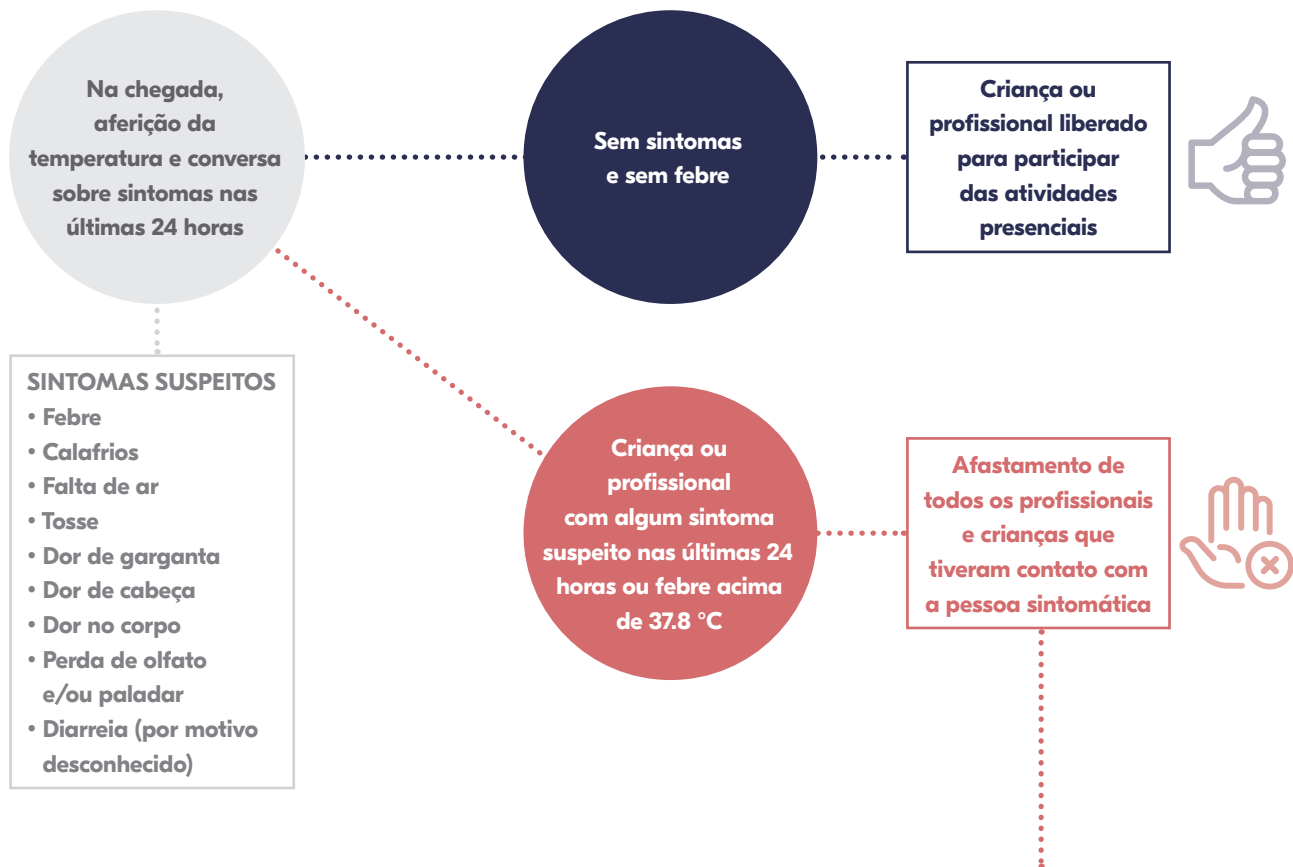 Na chegada,
aferição da
temperatura e conversa
sobre sintomas nas
últimas 24 horas
Sem sintomas
e sem febre
Criança ou
profissional liberado
para participar
das atividades
presenciais
SINTOMAS SUSPEITOS
• Febre
• Calafrios
• Falta de ar
• Tosse
• Dor de garganta
• Dor de cabeça
• Dor no corpo
• Perda de olfato
e/ou paladar
• Diarreia (por motivo
desconhecido)
Criança ou
profissional
com algum sintoma
suspeito nas últimas 24
horas ou febre acima
de 37.8 °C
Afastamento de
todos os profissionais
e crianças que
tiveram contato com
a pessoa sintomática